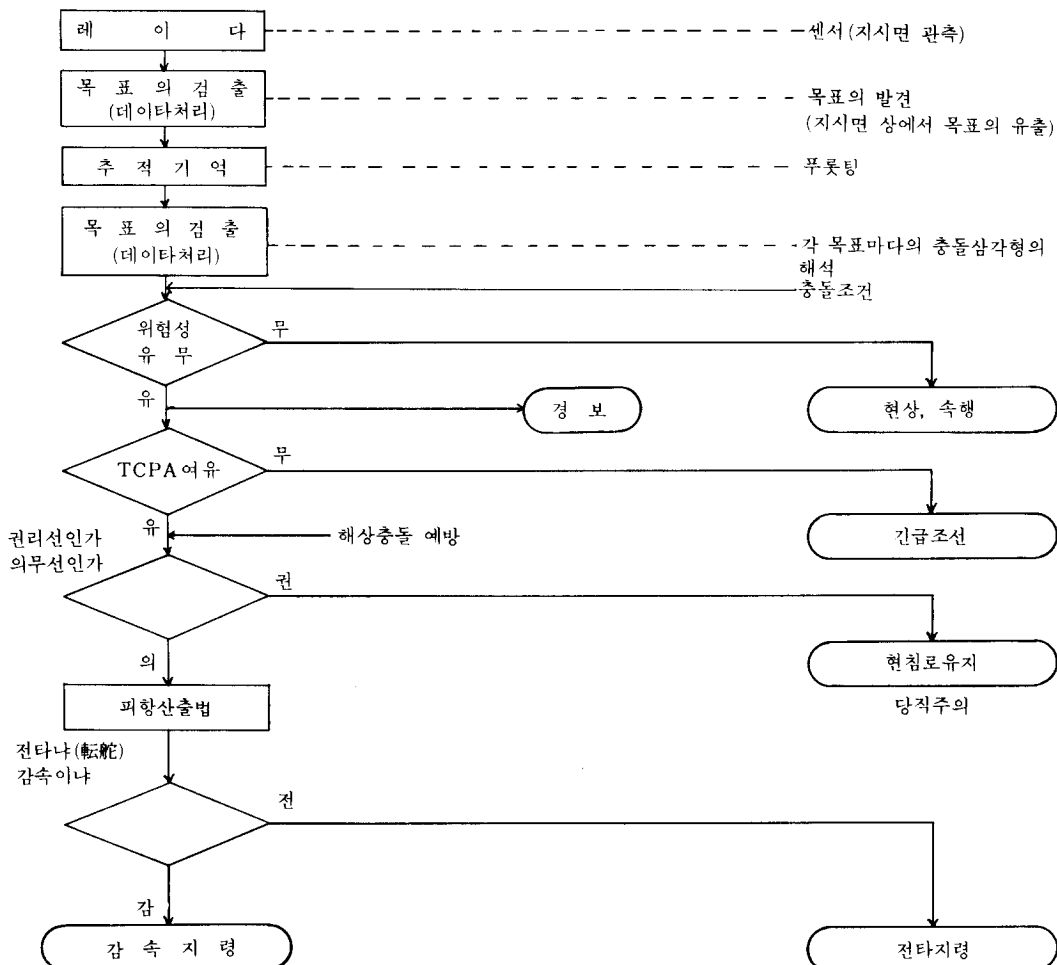 레 이 다
센서(지시면 관측)
목 표 의 검 출
(데이타처리)
목표의 발견
(지시면 상에서 목표의 유출)
추 적 기 억
푸롯팅
목 표 의 검 출
(데이타처리)
각 목표마다의 충돌삼각형의
해석
충돌조건
위험성
유 무
무
유
경 보
현상, 속행
TCPA여유
무
유
긴급조선
권리선인가
의무선인가
해상충돌 예방
권
의
현침로유지
당직주의
피항산출법
전타냐(転舵)
감속이냐
전
감
감 속 지 령
전타지령